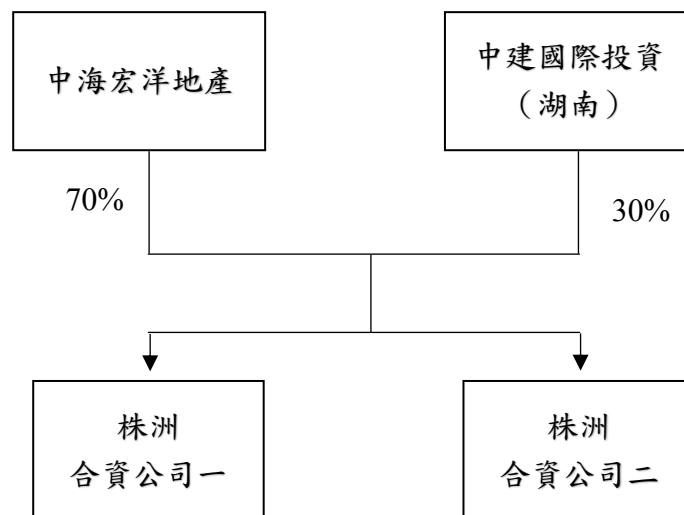 中海宏洋地產
中建國際投資
（湖南）
70%
30%
株洲
合資公司一
株洲
合資公司二